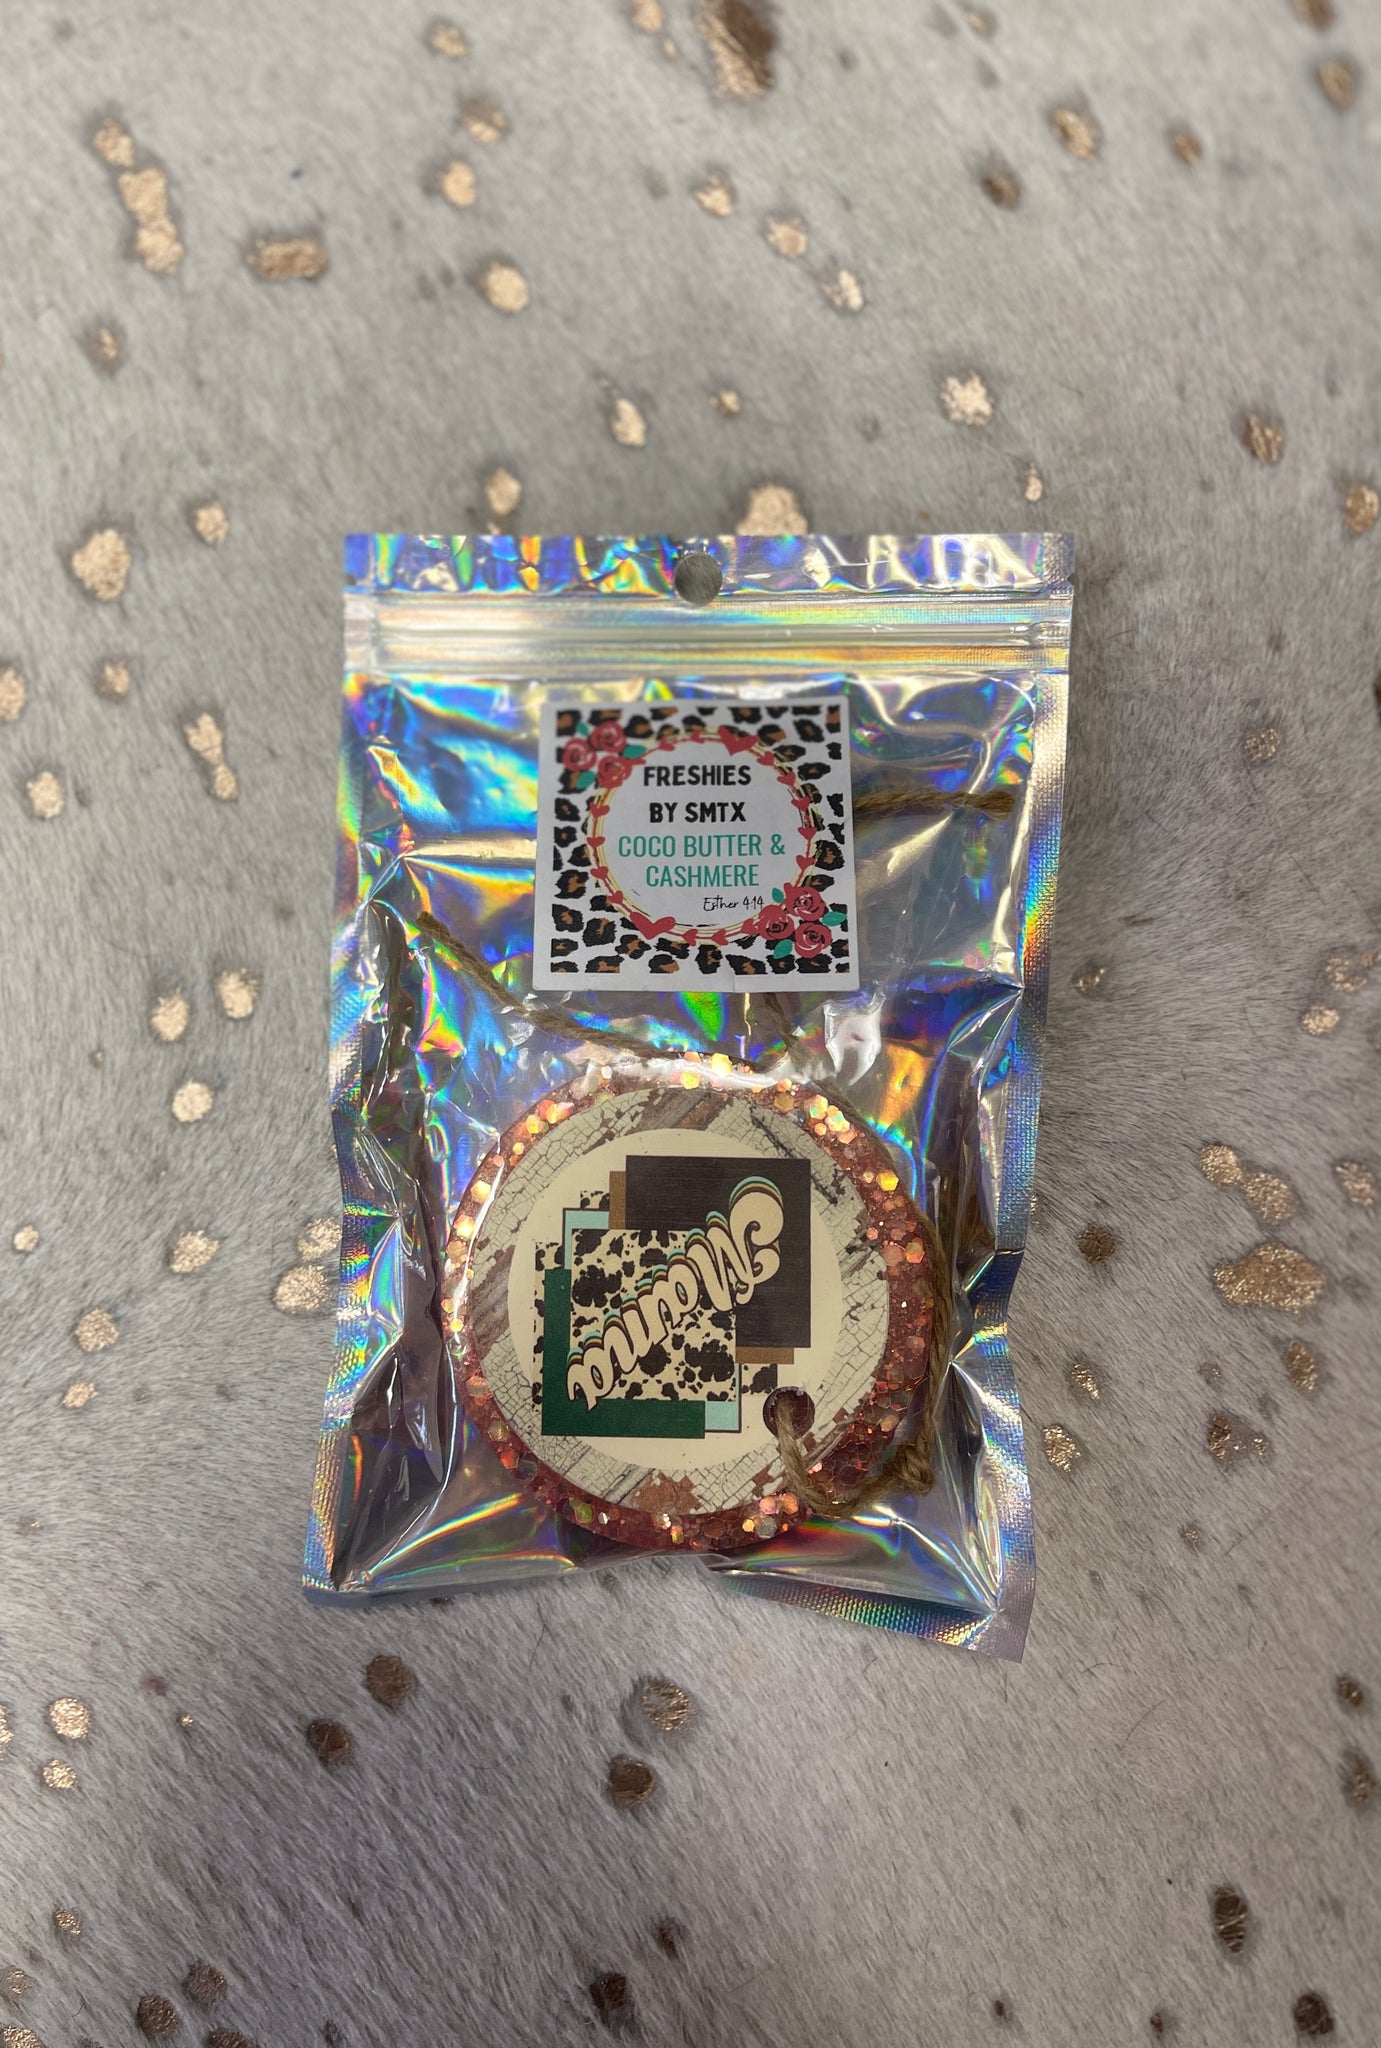 FRESHIES
BY SMTX
COCO BUTTER &
CASHMERE
Esther 4:14
Mama